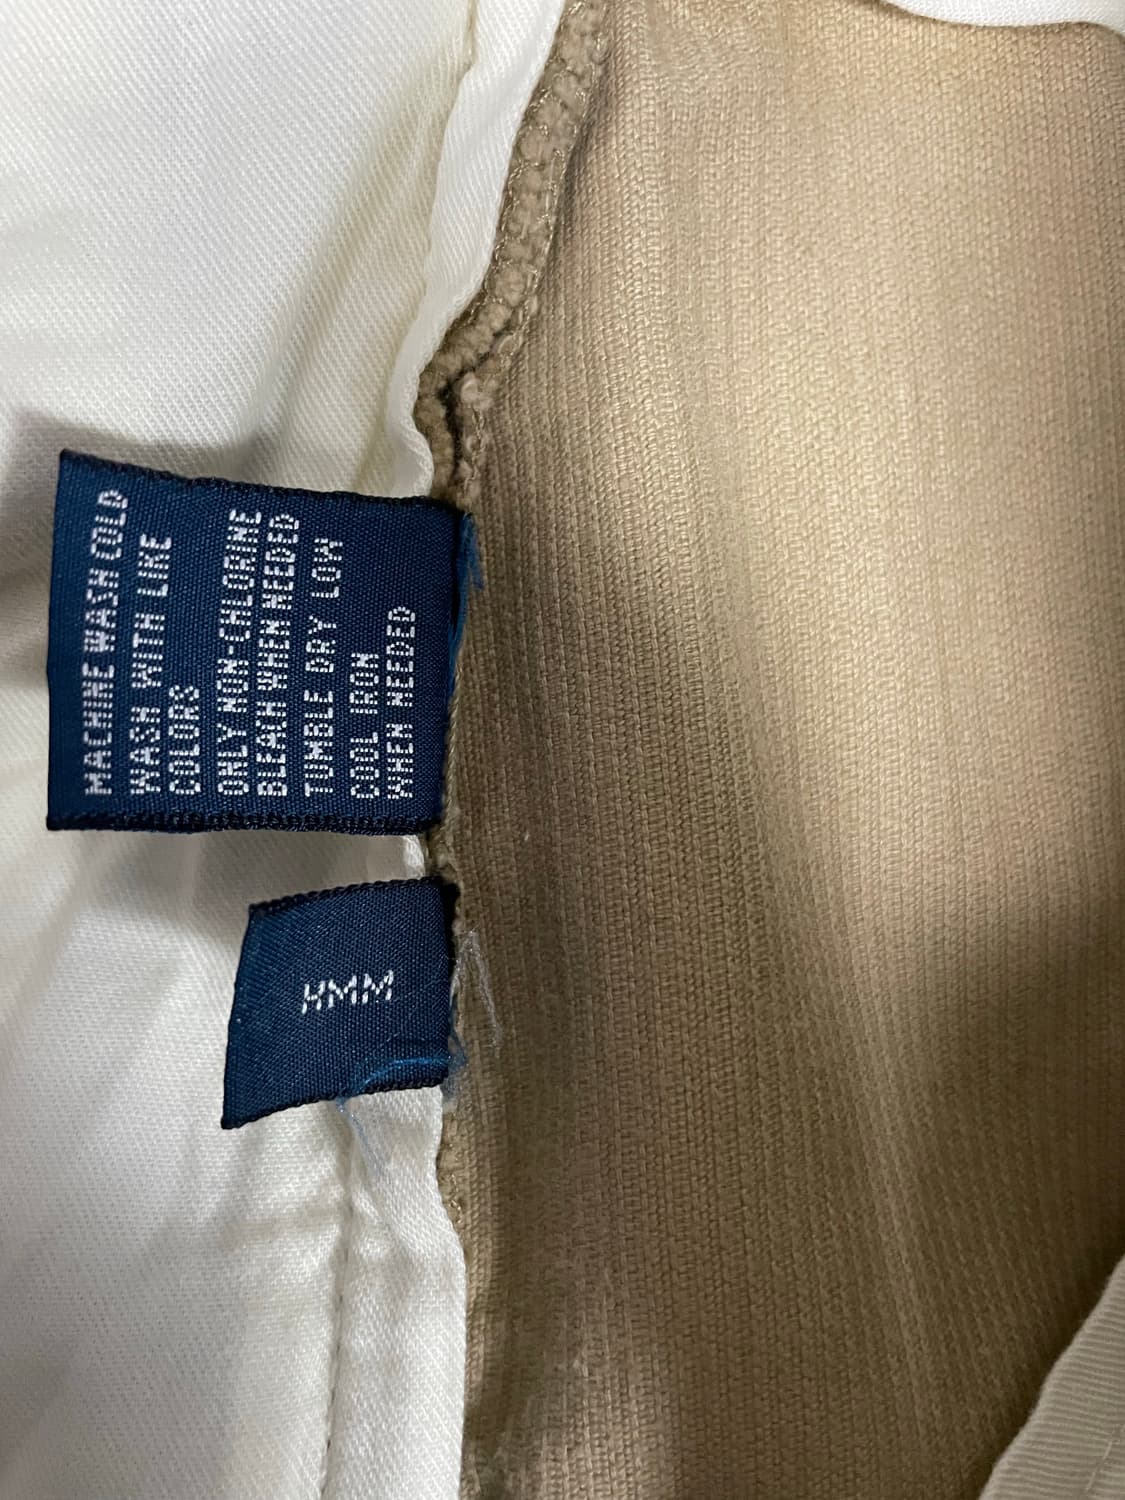 MACHINE WASH COLD
WASH WITH LIKE
COLORS
ONLY NON-CHLORINE
BLEACH WHEN NEEDED
TUMBLE DRY LOW
COOL IRON
WHEN NEEDED
HMM